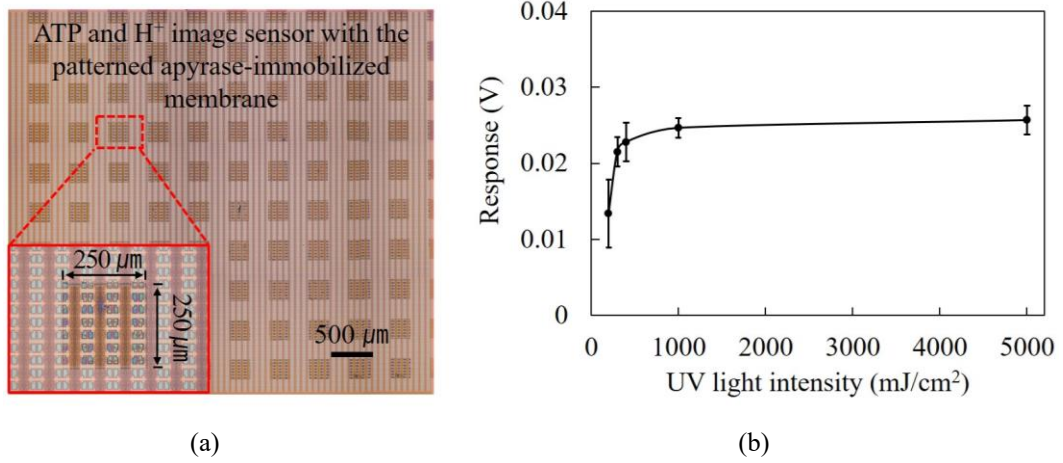 ATP and H⁺ image sensor with the
patterned apyrase-immobilized
membrane
250 μm
250 μm
500 μm
(a)
Response (V)
0.04
0.03
0.02
0.01
0
0
1000
2000
3000
4000
5000
UV light intensity (mJ/cm²)
(b)